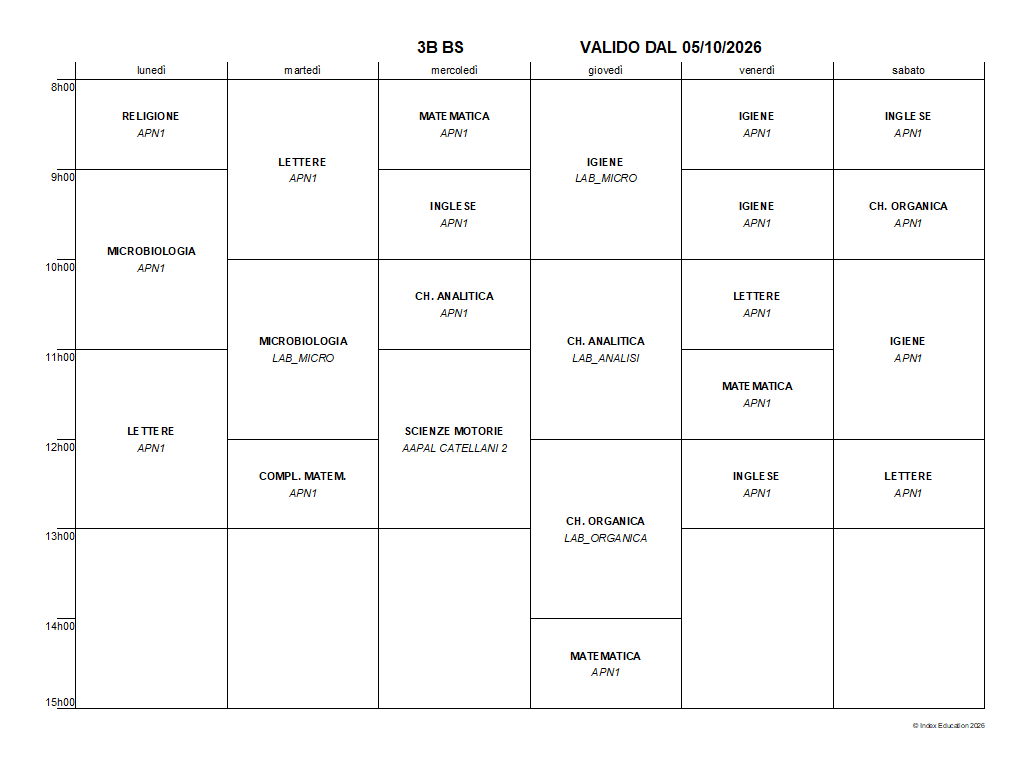 3B BS VALIDO DAL 05/10/2026
lunedì martedì mercoledì giovedì venerdì sabato
8h00
RELIGIONE MATEMATICA IGIENE INGLESE
APN1 APN1 APN1 APN1
LETTERE IGIENE
9h00 APN1 LAB_MICRO
INGLESE IGIENE CH. ORGANICA
APN1 APN1 APN1
MICROBIOLOGIA
10h00 APN1
CH. ANALITICA LETTERE
APN1 APN1
MICROBIOLOGIA CH. ANALITICA IGIENE
11h00 LAB_MICRO LAB_ANALISI APN1
MATEMATICA
APN1
LETTERE SCIENZE MOTORIE
12h00 APN1 AAPAL CATELLANI 2
COMPL. MATEM. INGLESE LETTERE
APN1 APN1 APN1
CH. ORGANICA
13h00 LAB_ORGANICA
14h00
MATEMATICA
APN1
15h00
© Index Education 2026